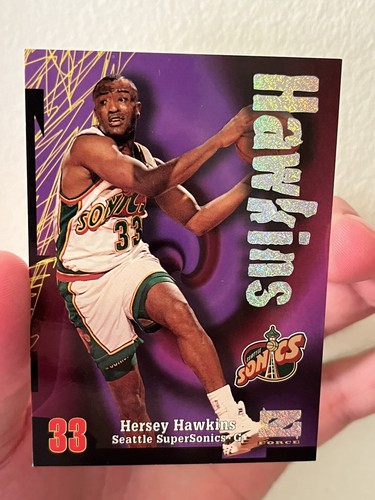 Hawkins
SONICS
33
SONICS
Z
FORCE
33
Hersey Hawkins
Seattle SuperSonics G